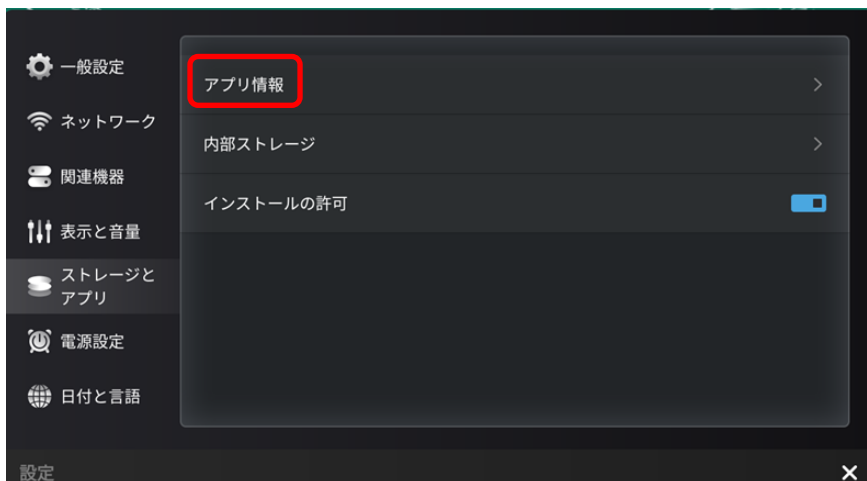 一般設定
ネットワーク
関連機器
表示と音量
ストレージと
アプリ
電源設定
日付と言語
アプリ情報
内部ストレージ
インストールの許可
設定